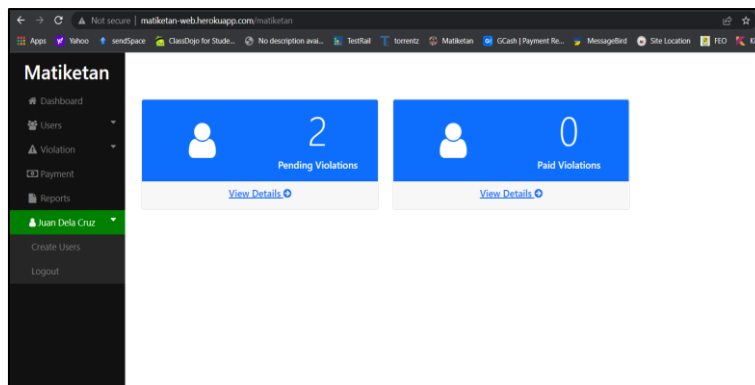 Not secure | matiketan-web.herokuapp.com/matiketan
Apps Yahoo sendSpace ClassDojo for Stude... No description avai... TestRail torrentz Matiketan GCash | Payment Re... MessageBird Site Location FEO
Matiketan
Dashboard
Users
Violation
Payment
Reports
Juan Dela Cruz
Create Users
Logout
2
Pending Violations
View Details
0
Paid Violations
View Details